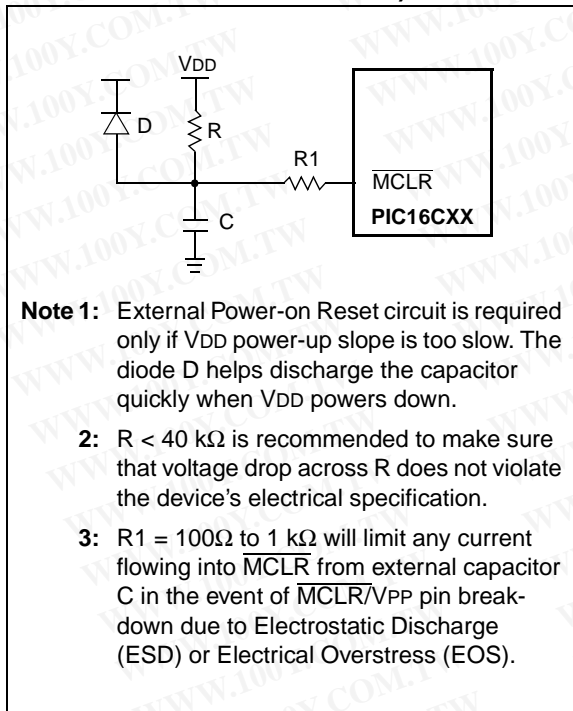 VDD
D
R
R1
MCLR
C
PIC16CXX
Note 1: External Power-on Reset circuit is required
only if VDD power-up slope is too slow. The
diode D helps discharge the capacitor
quickly when VDD powers down.
2: R < 40 kΩ is recommended to make sure
that voltage drop across R does not violate
the device's electrical specification.
3: R1 = 100Ω to 1 kΩ will limit any current
flowing into MCLR from external capacitor
C in the event of MCLR/VPP pin break-
down due to Electrostatic Discharge
(ESD) or Electrical Overstress (EOS).
WWW.100Y.COM.TW